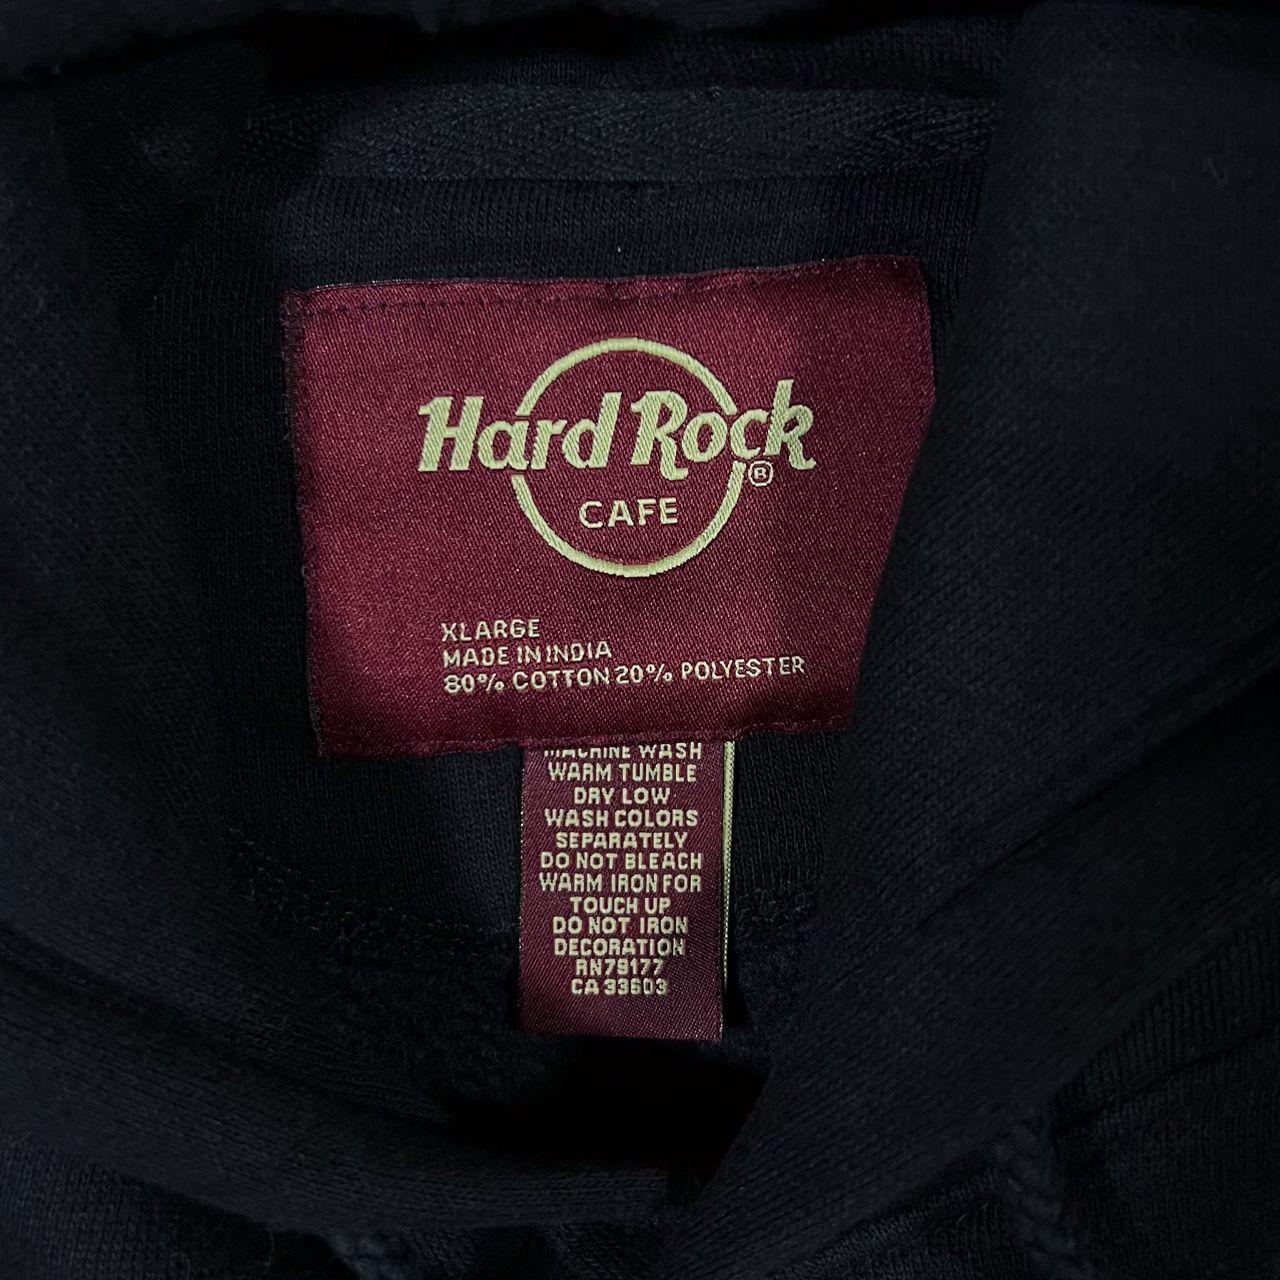 Hard Rock
®
CAFE
XLARGE
MADE IN INDIA
80% COTTON 20% POLYESTER
MACHINE WASH
WARM TUMBLE
DRY LOW
WASH COLORS
SEPARATELY
DO NOT BLEACH
WARM IRON FOR
TOUCH UP
DO NOT IRON
DECORATION
RN79177
CA 33603